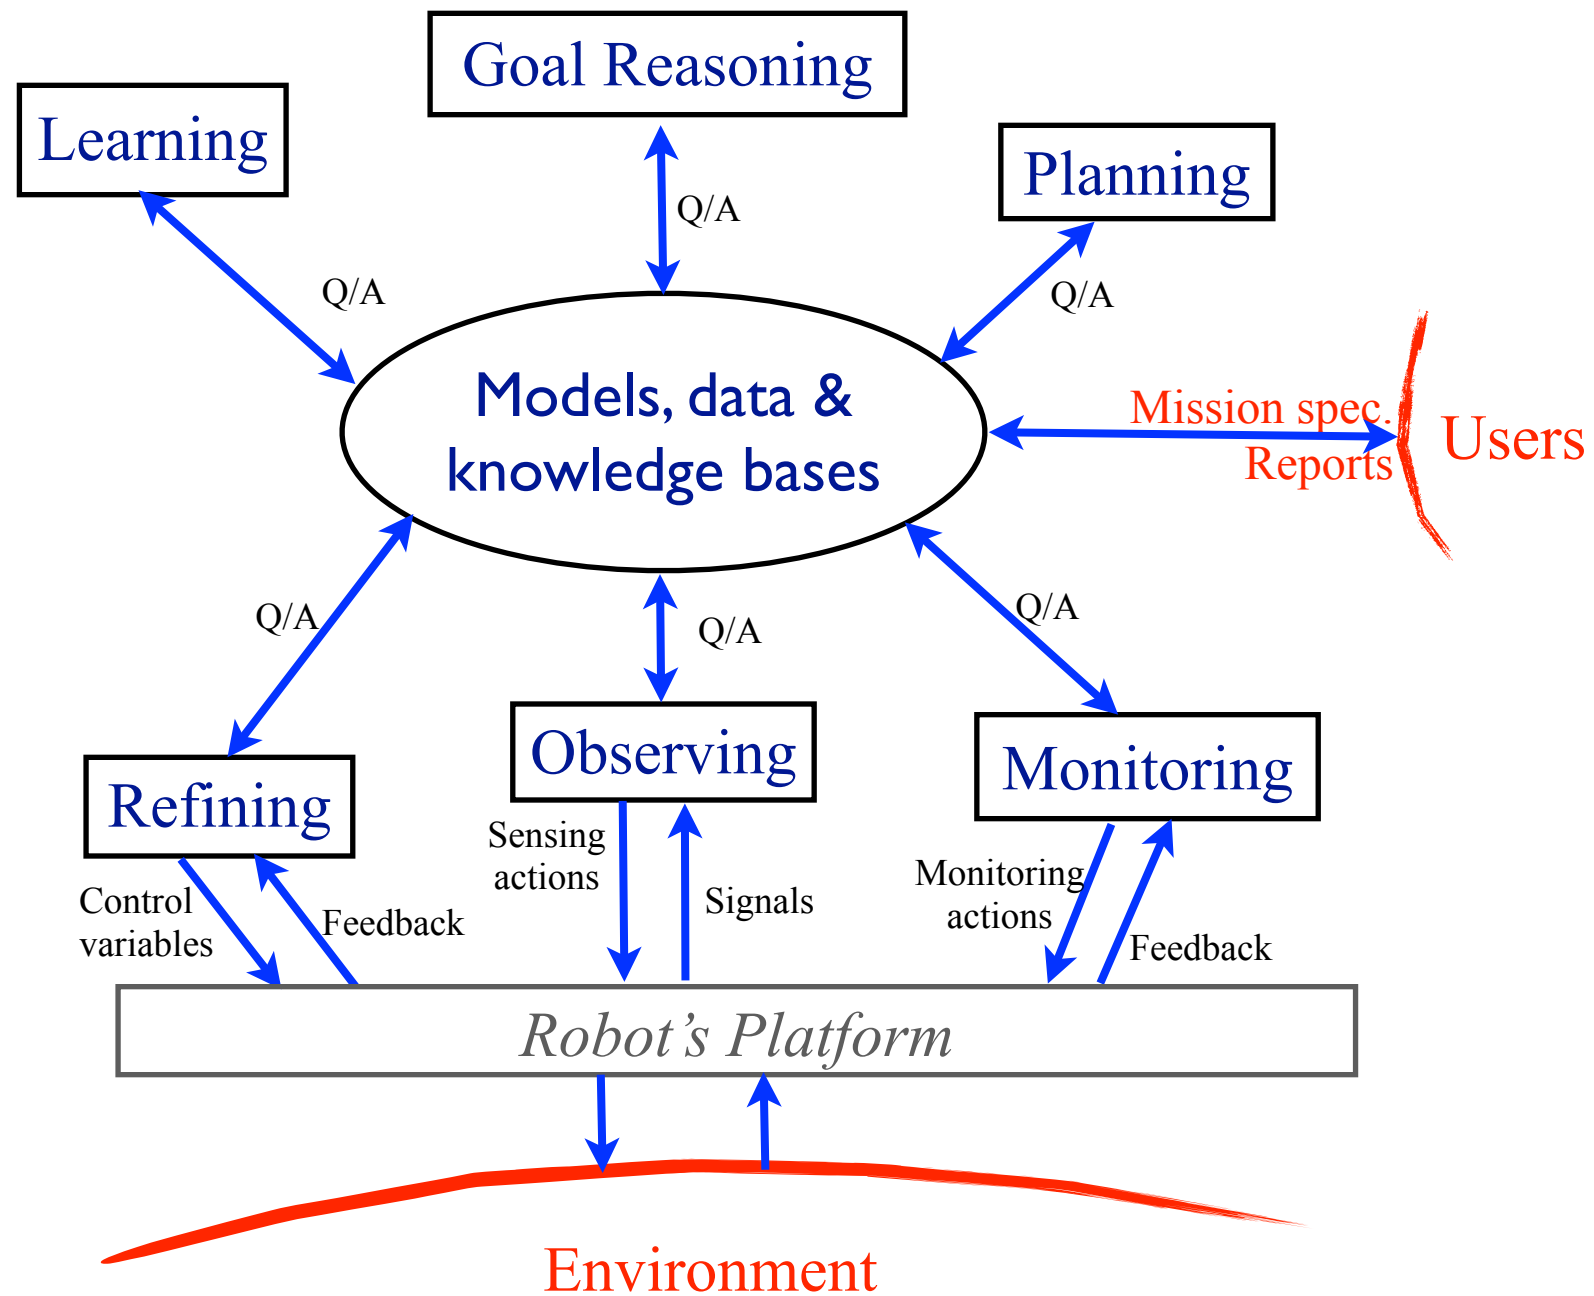 Goal Reasoning
Learning
Planning
Q/A
Q/A
Q/A
Models, data &
knowledge bases
Mission spec.
Reports
Users
Q/A
Q/A
Q/A
Refining
Observing
Monitoring
Control
variables
Feedback
Sensing
actions
Signals
Monitoring
actions
Feedback
Robot’s Platform
Environment